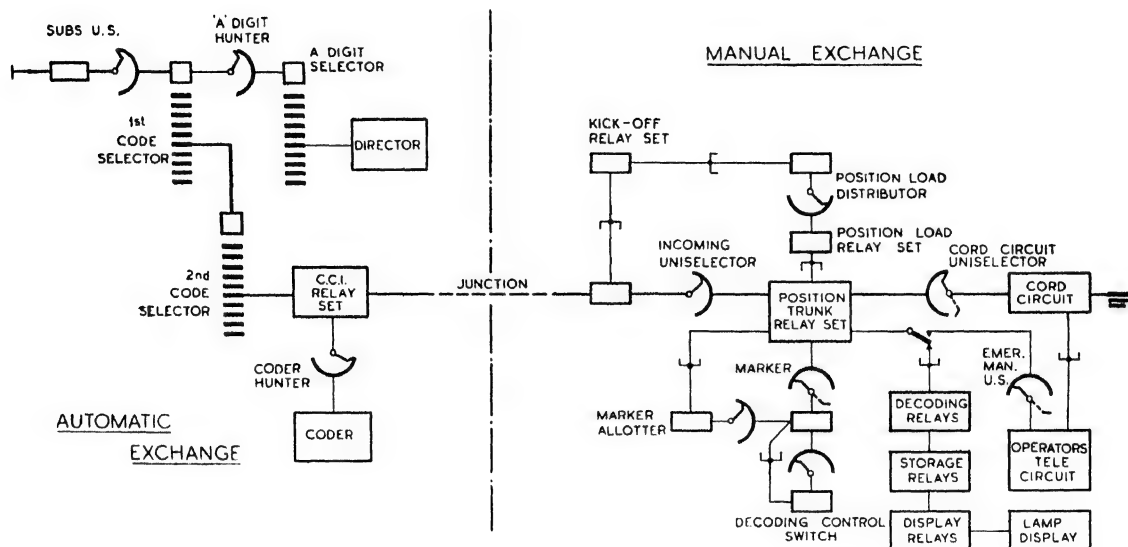 SUBS U.S.
'A' DIGIT
HUNTER
A DIGIT
SELECTOR
1st
CODE
SELECTOR
DIRECTOR
2nd
CODE
SELECTOR
C.C.I.
RELAY
SET
CODER
HUNTER
CODER
AUTOMATIC
EXCHANGE
JUNCTION
MANUAL EXCHANGE
KICK-OFF
RELAY SET
POSITION LOAD
DISTRIBUTOR
POSITION LOAD
RELAY SET
INCOMING
UNISELECTOR
CORD CIRCUIT
UNISELECTOR
POSITION
TRUNK
RELAY SET
CORD
CIRCUIT
MARKER
EMER.
MAN.
U.S.
MARKER
ALLOTTER
DECODING
RELAYS
STORAGE
RELAYS
OPERATORS
TELE
CIRCUIT
DECODING CONTROL
SWITCH
DISPLAY
RELAYS
LAMP
DISPLAY